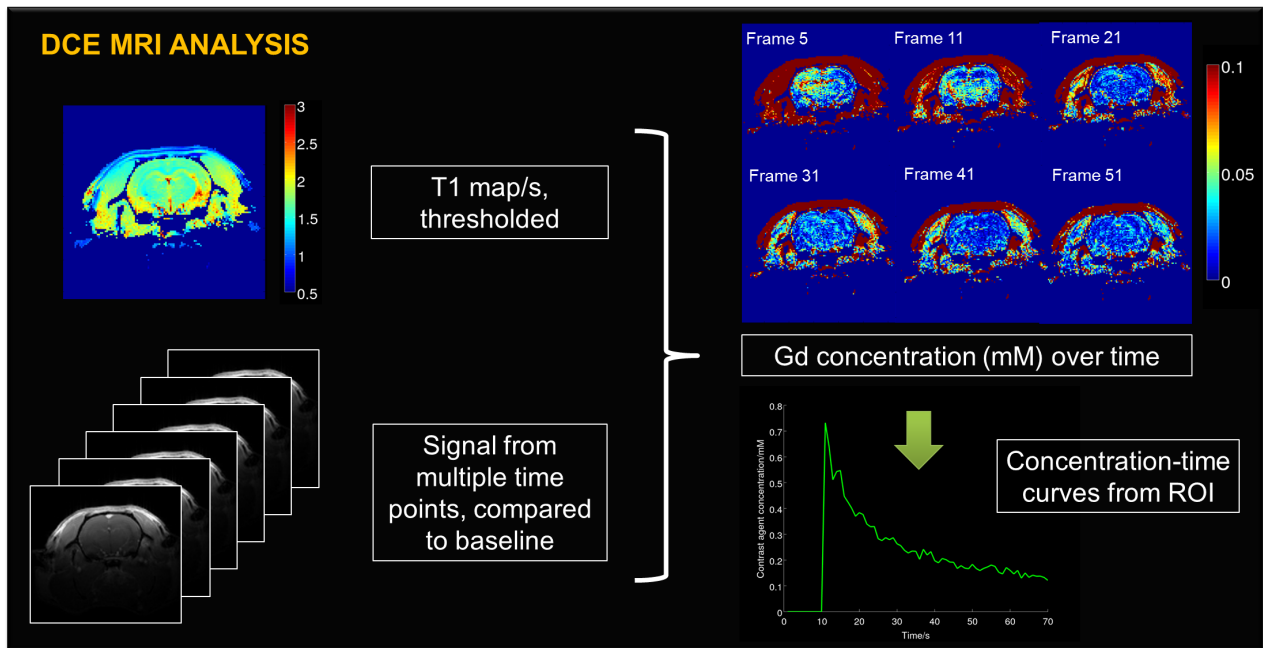 DCE MRI ANALYSIS
3
2.5
2
1.5
1
0.5
T1 map/s,
thresholded
Signal from
multiple time
points, compared
to baseline
Frame 5
Frame 11
Frame 21
Frame 31
Frame 41
Frame 51
0.1
0.05
0
Gd concentration (mM) over time
Contrast agent concentration/mM
0.8
0.7
0.6
0.5
0.4
0.3
0.2
0.1
0
0
10
20
30
40
50
60
70
Time/s
Concentration-time
curves from ROI